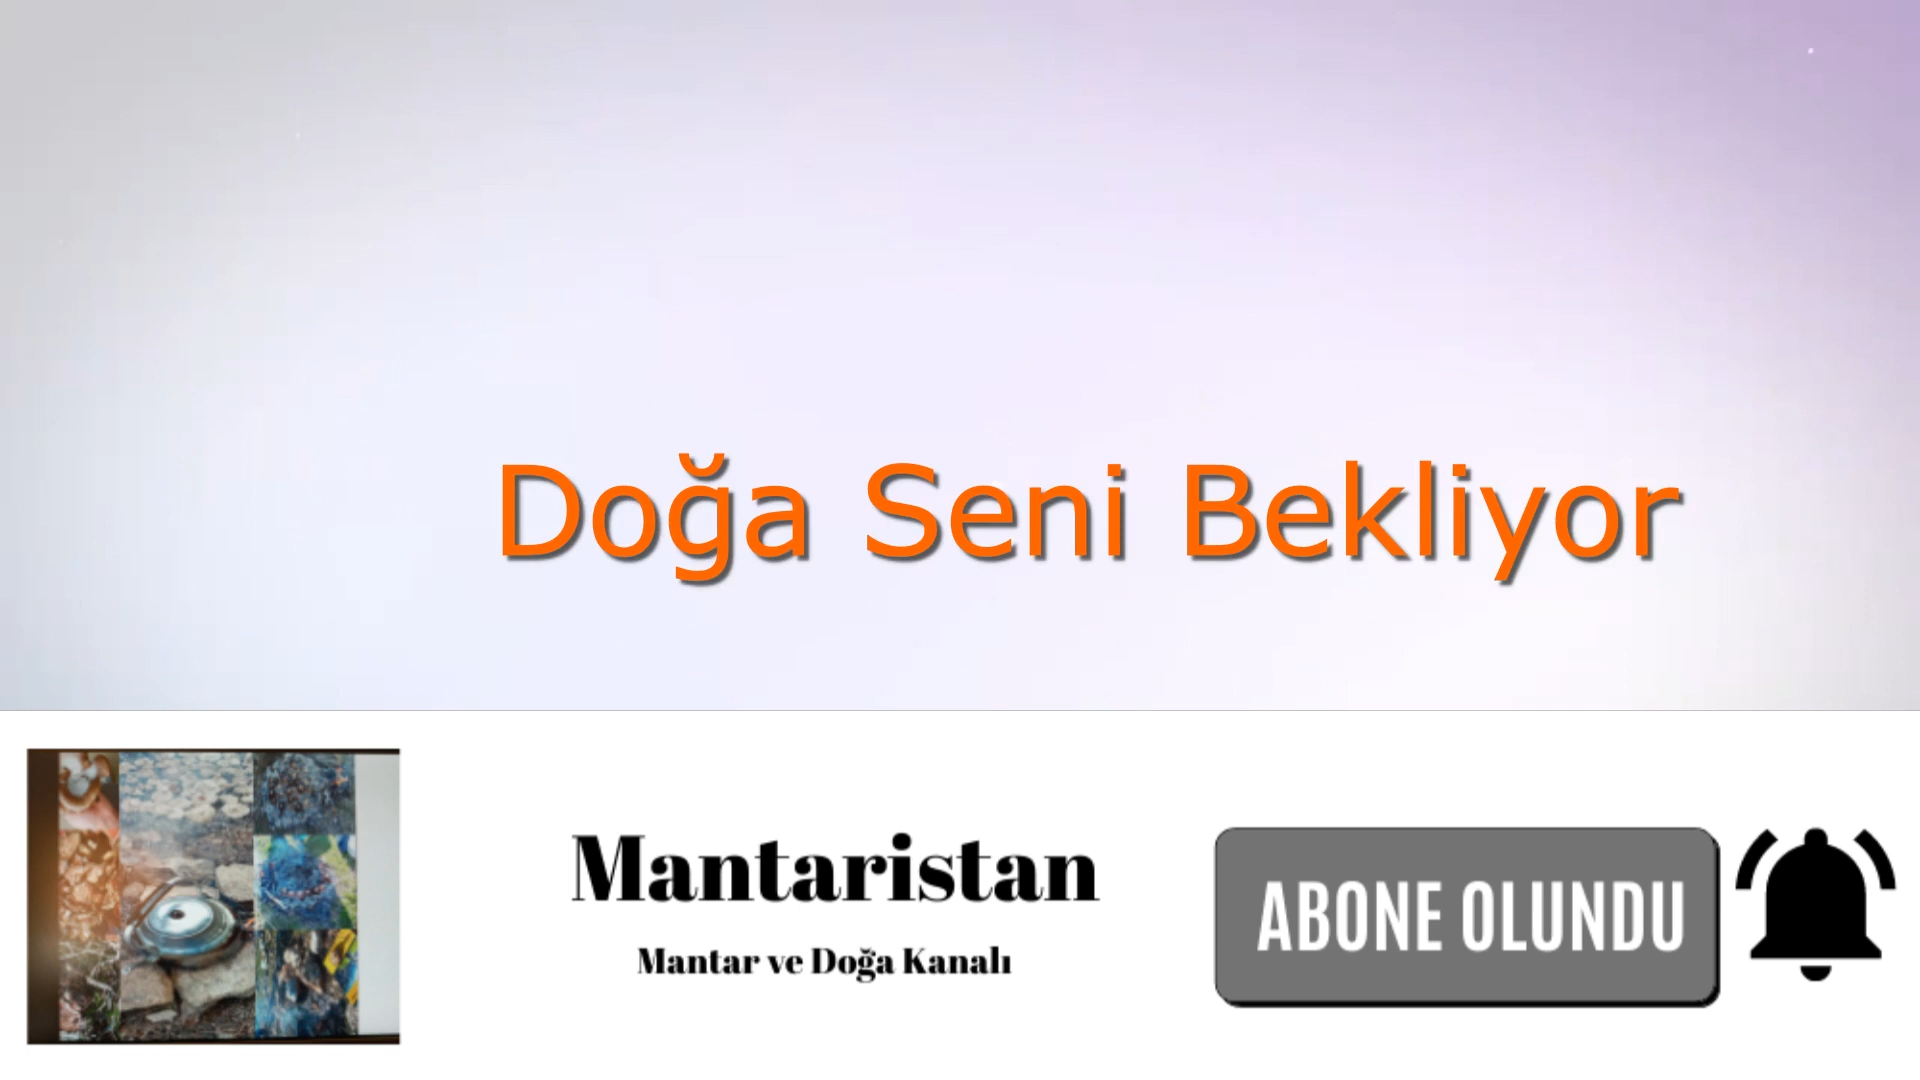 Doğa Seni Bekliyor
Mantaristan
Mantar ve Doğa Kanalı
ABONE OLUNDU